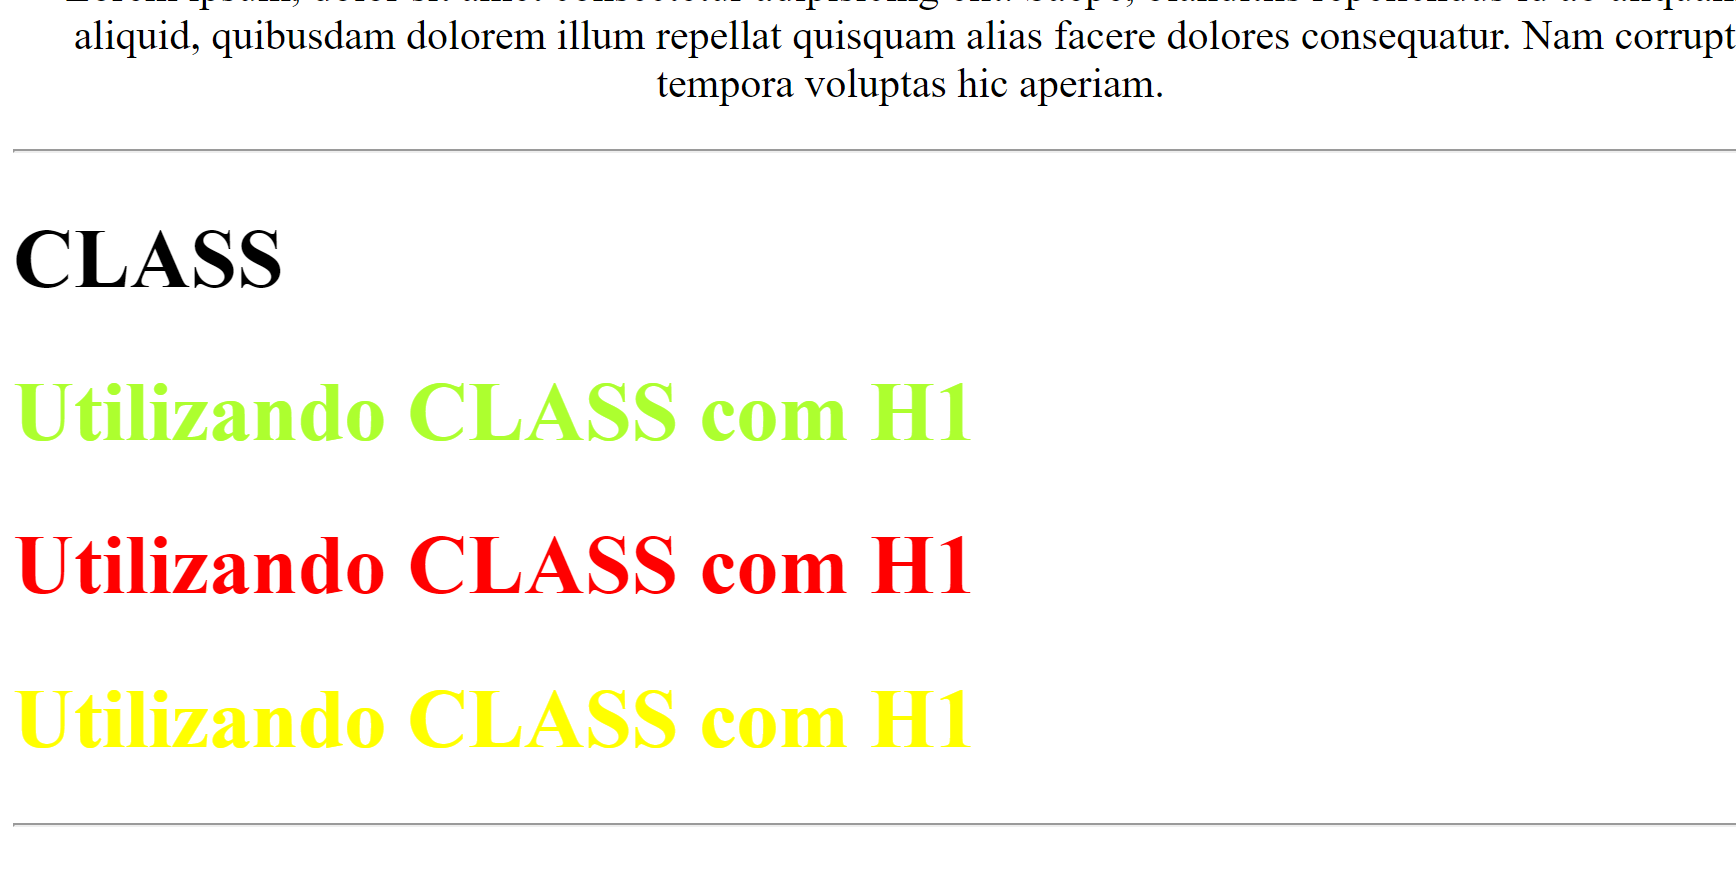 aliquid, quibusdam dolorem illum repellat quisquam alias facere dolores consequatur. Nam corrupt
tempora voluptas hic aperiam.
CLASS
Utilizando CLASS com H1
Utilizando CLASS com H1
Utilizando CLASS com H1